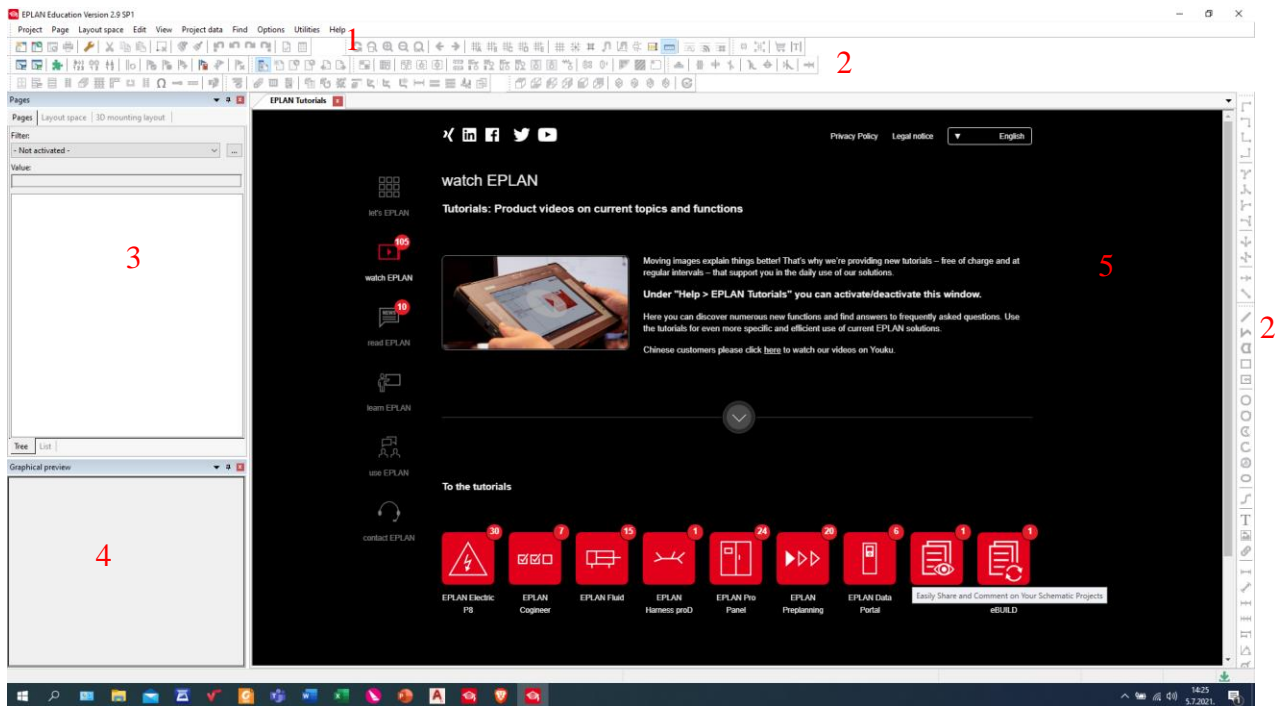 EPLAN Education Version 2.9 SP1
Project Page Layout space Edit View Project data Find Options Utilities Help
1
2
Pages
EPLAN Tutorials
Pages Layout space 3D mounting layout
Filter:
- Not activated -
...
Value:
3
Tree List
Graphical preview
4
Privacy Policy Legal notice English
let's EPLAN
105
watch EPLAN
NEWS
10
read EPLAN
learn EPLAN
use EPLAN
contact EPLAN
watch EPLAN
Tutorials: Product videos on current topics and functions
Moving images explain things better! That's why we're providing new tutorials – free of charge and at
regular intervals – that support you in the daily use of our solutions.
Under "Help > EPLAN Tutorials" you can activate/deactivate this window.
Here you can discover numerous new functions and find answers to frequently asked questions. Use
the tutorials for even more specific and efficient use of current EPLAN solutions.
Chinese customers please click here to watch our videos on Youku.
5
2
To the tutorials
30 7 15 1 24 20 6 1 1
EPLAN Electric P8
EPLAN Cogineer
EPLAN Fluid
EPLAN Harness proD
EPLAN Pro Panel
EPLAN Preplanning
EPLAN Data Portal
Easily Share and Comment on Your Schematic Projects
eBUILD
14:25
5.7.2021.